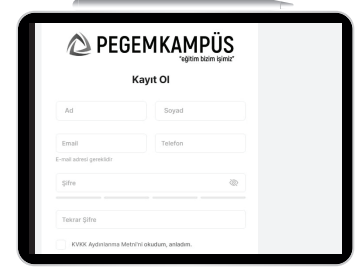 PEGEMKAMPÜS
"eğitim bizim işimiz"
Kayıt Ol
Ad
Soyad
Email
Telefon
E-mail adresi gereklidir
Şifre
Tekrar Şifre
KVKK Aydınlanma Metni'ni okudum, anladım.